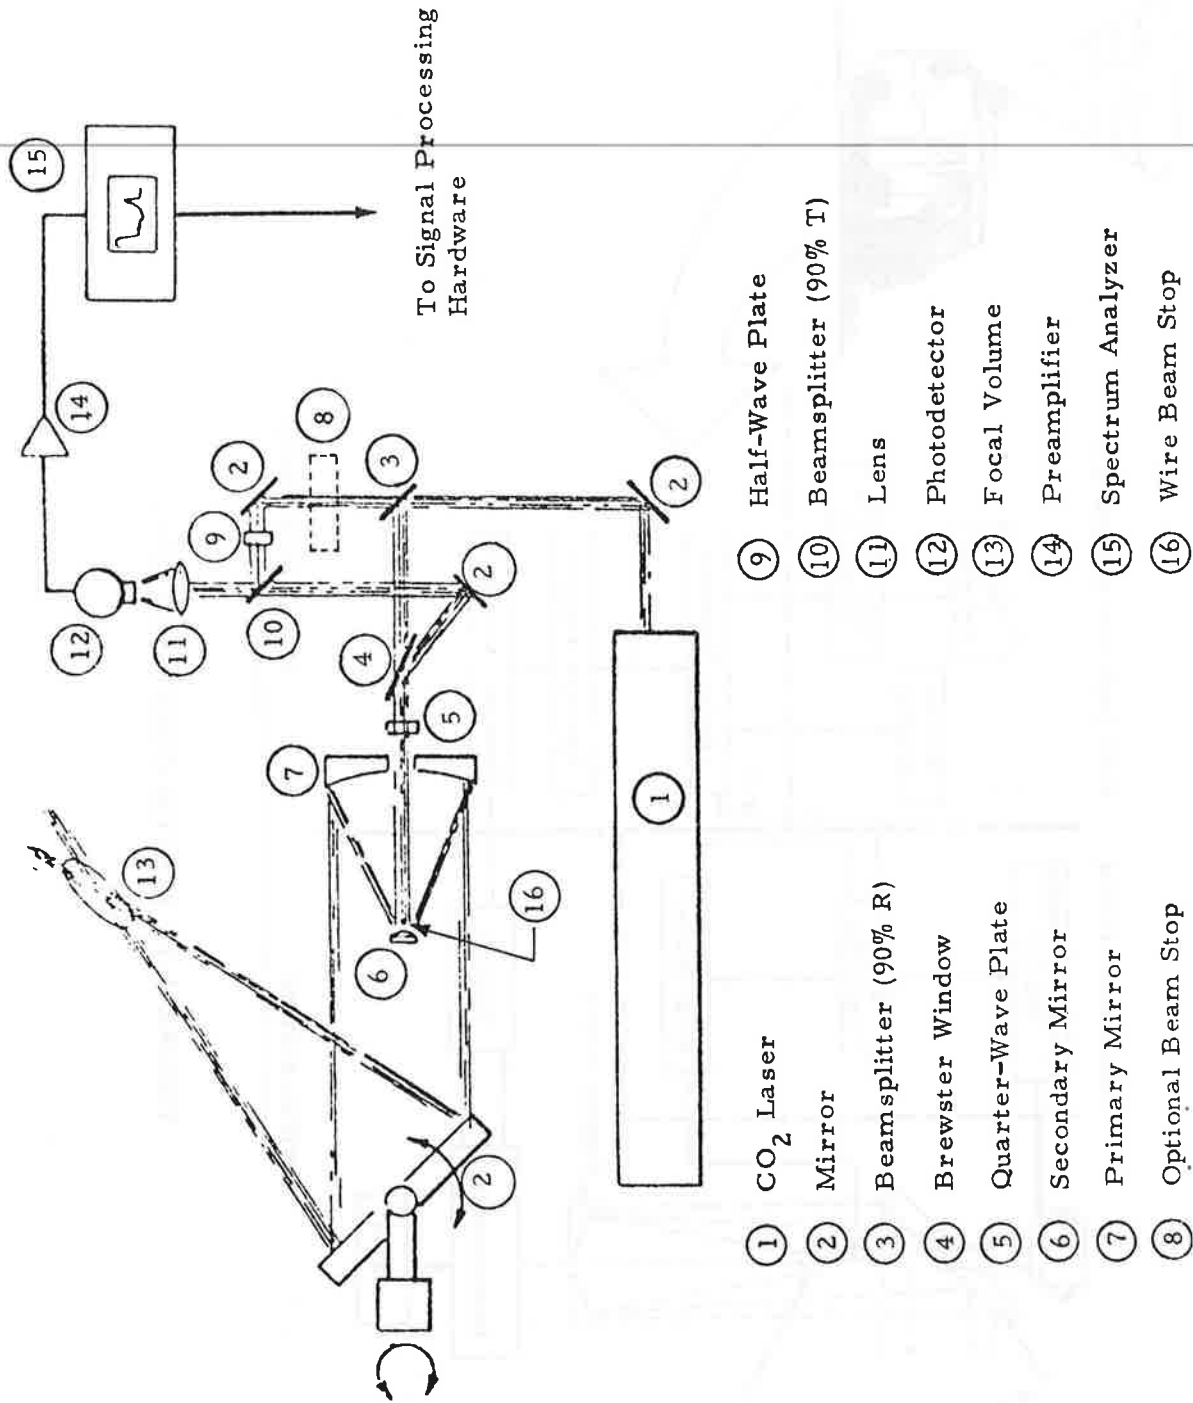 15
14
2
8
3
9
2
12
11
10
4
5
7
13
6
16
2
1
2
To Signal Processing
Hardware
1 CO2 Laser
2 Mirror
3 Beamsplitter (90% R)
4 Brewster Window
5 Quarter-Wave Plate
6 Secondary Mirror
7 Primary Mirror
8 Optional Beam Stop
9 Half-Wave Plate
10 Beamsplitter (90% T)
11 Lens
12 Photodetector
13 Focal Volume
14 Preamplifier
15 Spectrum Analyzer
16 Wire Beam Stop